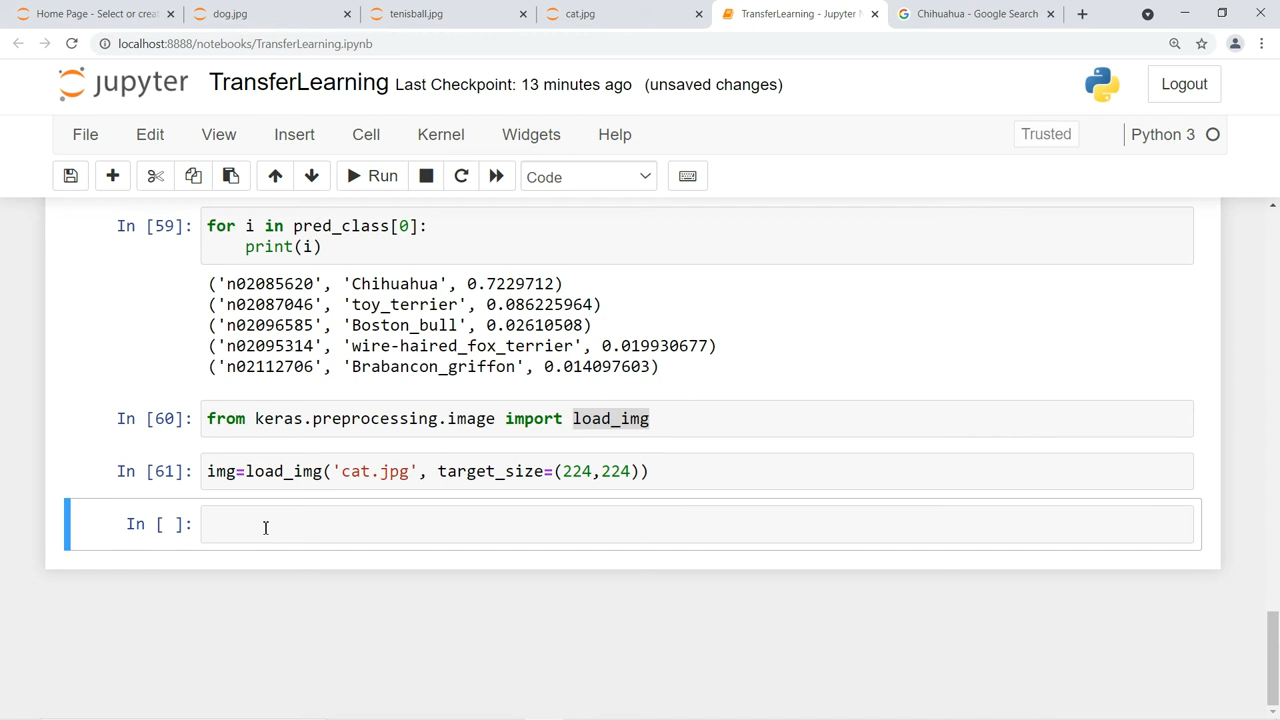 Home Page - Select or creat
dog.jpg
tenisball.jpg
cat.jpg
TransferLearning - Jupyter N
Chihuahua - Google Search
localhost:8888/notebooks/TransferLearning.ipynb
jupyter TransferLearning Last Checkpoint: 13 minutes ago (unsaved changes)
Logout
File Edit View Insert Cell Kernel Widgets Help
Trusted
Python 3
Run
Code
In [59]: for i in pred_class[0]:
print(i)
('n02085620', 'Chihuahua', 0.7229712)
('n02087046', 'toy_terrier', 0.086225964)
('n02096585', 'Boston_bull', 0.02610508)
('n02095314', 'wire-haired_fox_terrier', 0.019930677)
('n02112706', 'Brabancon_griffon', 0.014097603)
In [60]: from keras.preprocessing.image import load_img
In [61]: img=load_img('cat.jpg', target_size=(224,224))
In [ ]: